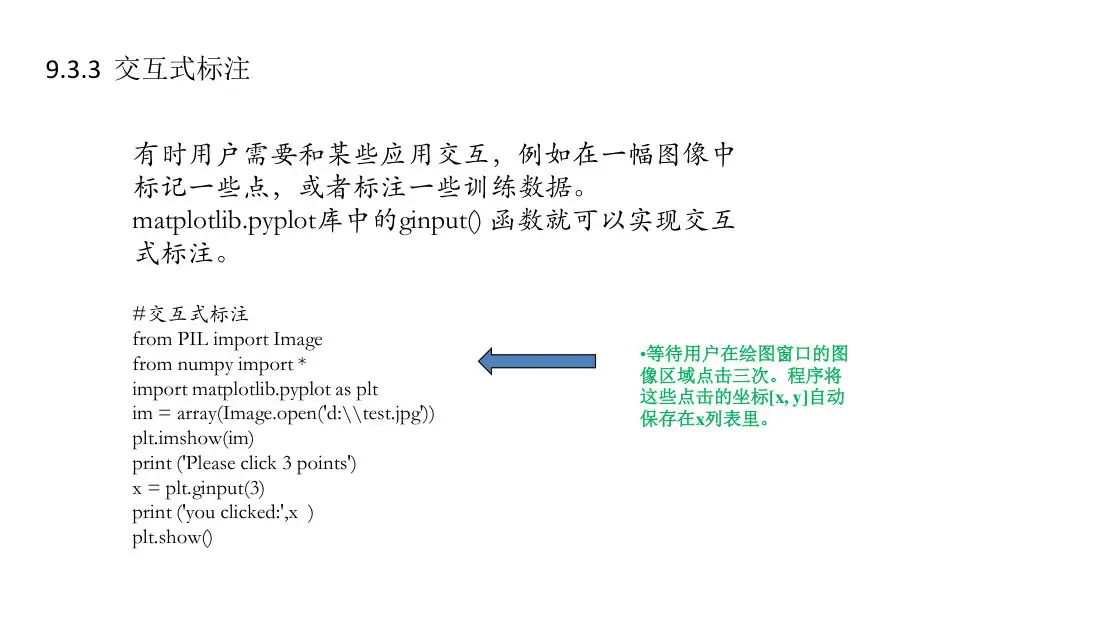 9.3.3 交互式标注
有时用户需要和某些应用交互，例如在一幅图像中
标记一些点，或者标注一些训练数据。
matplotlib.pyplot库中的ginput() 函数就可以实现交互
式标注。
#交互式标注
from PIL import Image
from numpy import *
import matplotlib.pyplot as plt
im = array(Image.open('d:\\test.jpg'))
plt.imshow(im)
print ('Please click 3 points')
x = plt.ginput(3)
print ('you clicked:',x  )
plt.show()
•等待用户在绘图窗口的图
像区域点击三次。程序将
这些点击的坐标[x, y]自动
保存在x列表里。